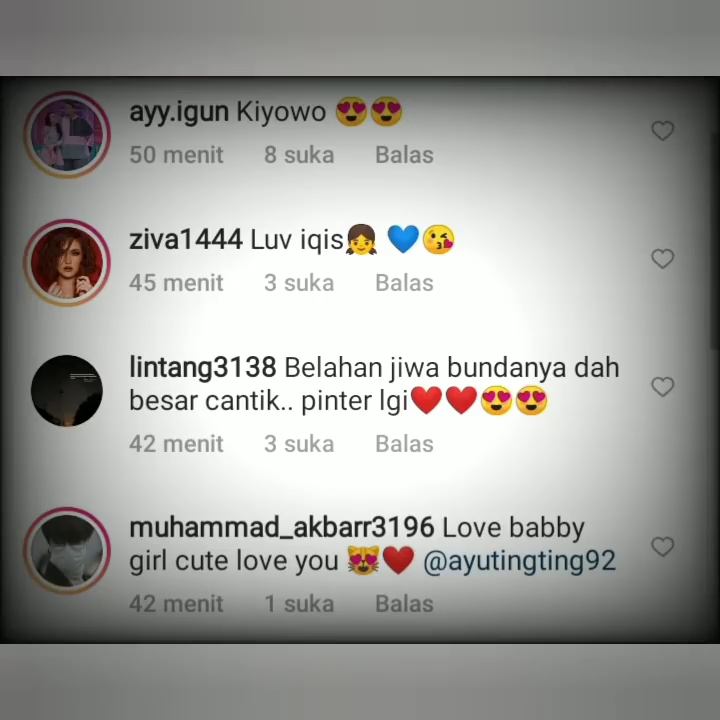 ayy.igun Kiyowo 😍😍
50 menit 8 suka Balas
ziva1444 Luv iqis👧 💙😘
45 menit 3 suka Balas
lintang3138 Belahan jiwa bundanya dah
besar cantik.. pinter lgi❤️❤️😍😍
42 menit 3 suka Balas
muhammad_akbarr3196 Love babby
girl cute love you 😻❤️ @ayutingting92
42 menit 1 suka Balas